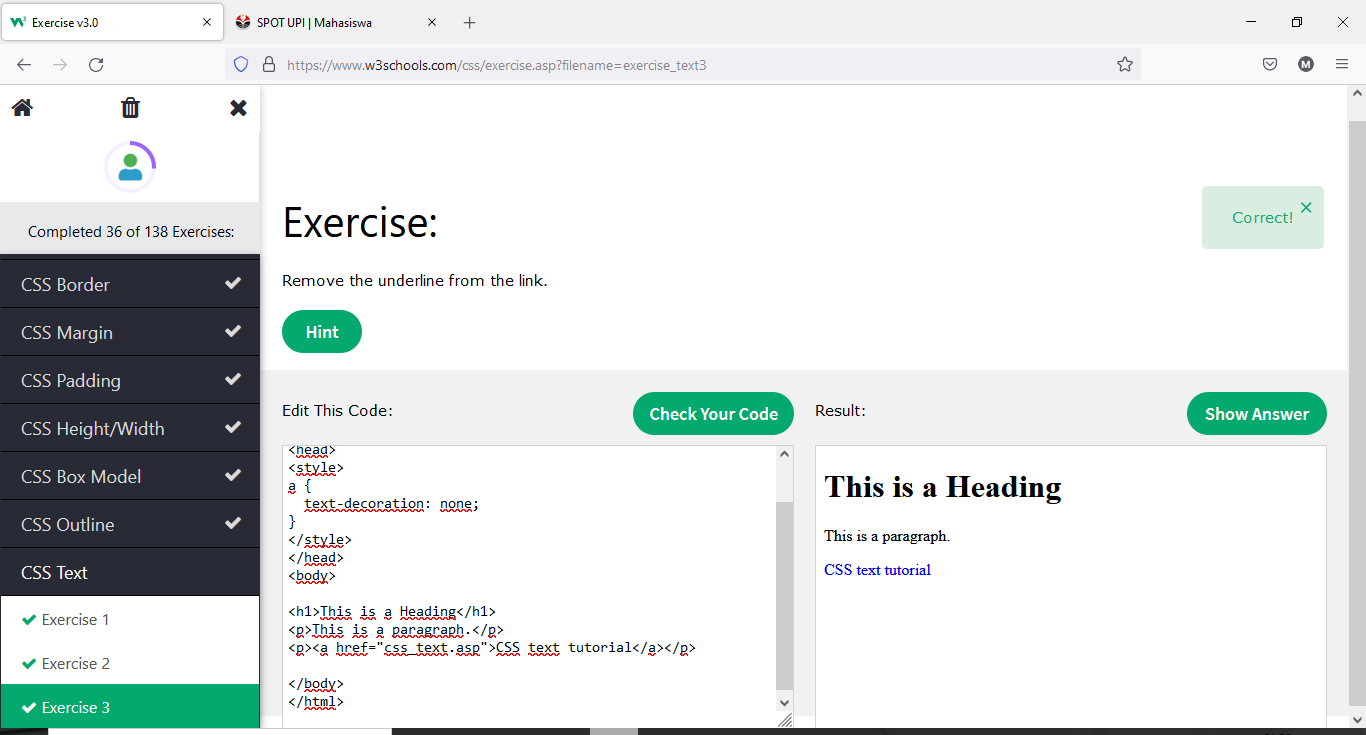 Exercise v3.0
SPOT UPI | Mahasiswa
https://www.w3schools.com/css/exercise.asp?filename=exercise_text3
M
Completed 36 of 138 Exercises:
CSS Border
CSS Margin
CSS Padding
CSS Height/Width
CSS Box Model
CSS Outline
CSS Text
Exercise 1
Exercise 2
Exercise 3
Exercise:
Correct!
Remove the underline from the link.
Hint
Edit This Code:
Check Your Code
<head>
<style>
a {
  text-decoration: none;
}
</style>
</head>
<body>
<h1>This is a Heading</h1>
<p>This is a paragraph.</p>
<p><a href="css_text.asp">CSS text tutorial</a></p>
</body>
</html>
Result:
Show Answer
This is a Heading
This is a paragraph.
CSS text tutorial